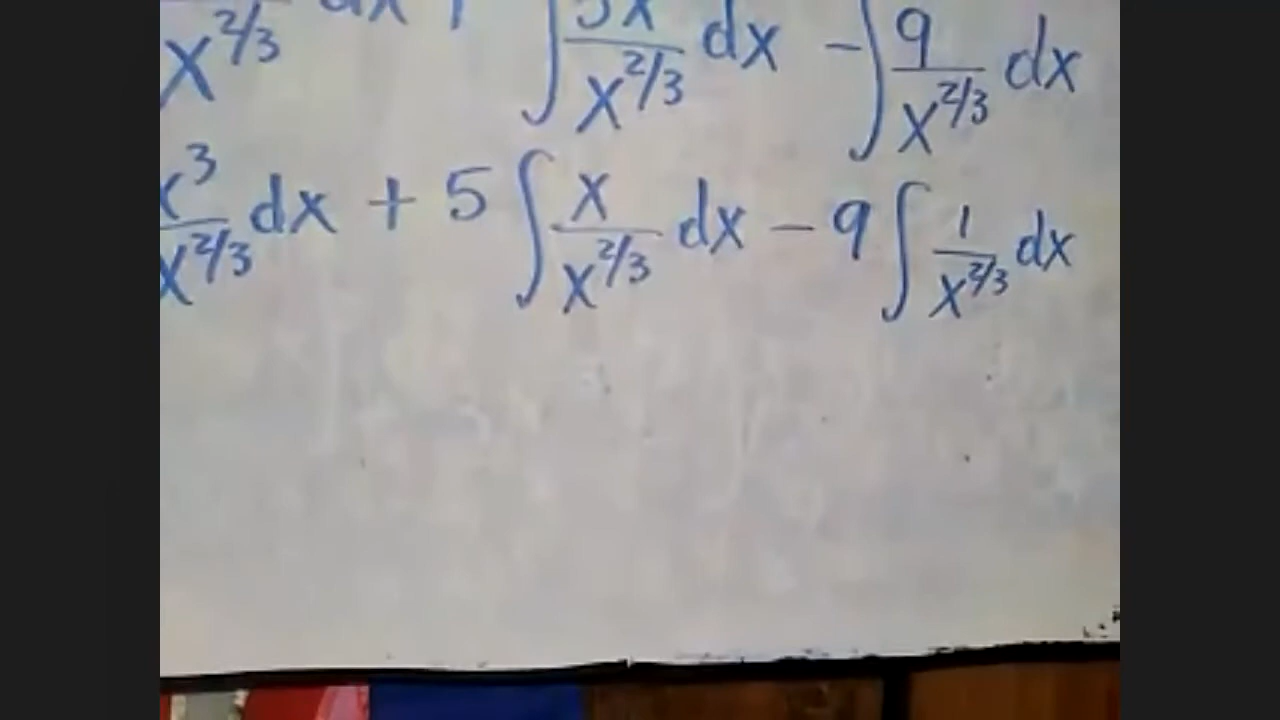 x^{2/3} dx + ∫ 5x/x^{2/3} dx - ∫ 9/x^{2/3} dx
x^3/x^{2/3} dx + 5 ∫ x/x^{2/3} dx - 9 ∫ 1/x^{2/3} dx